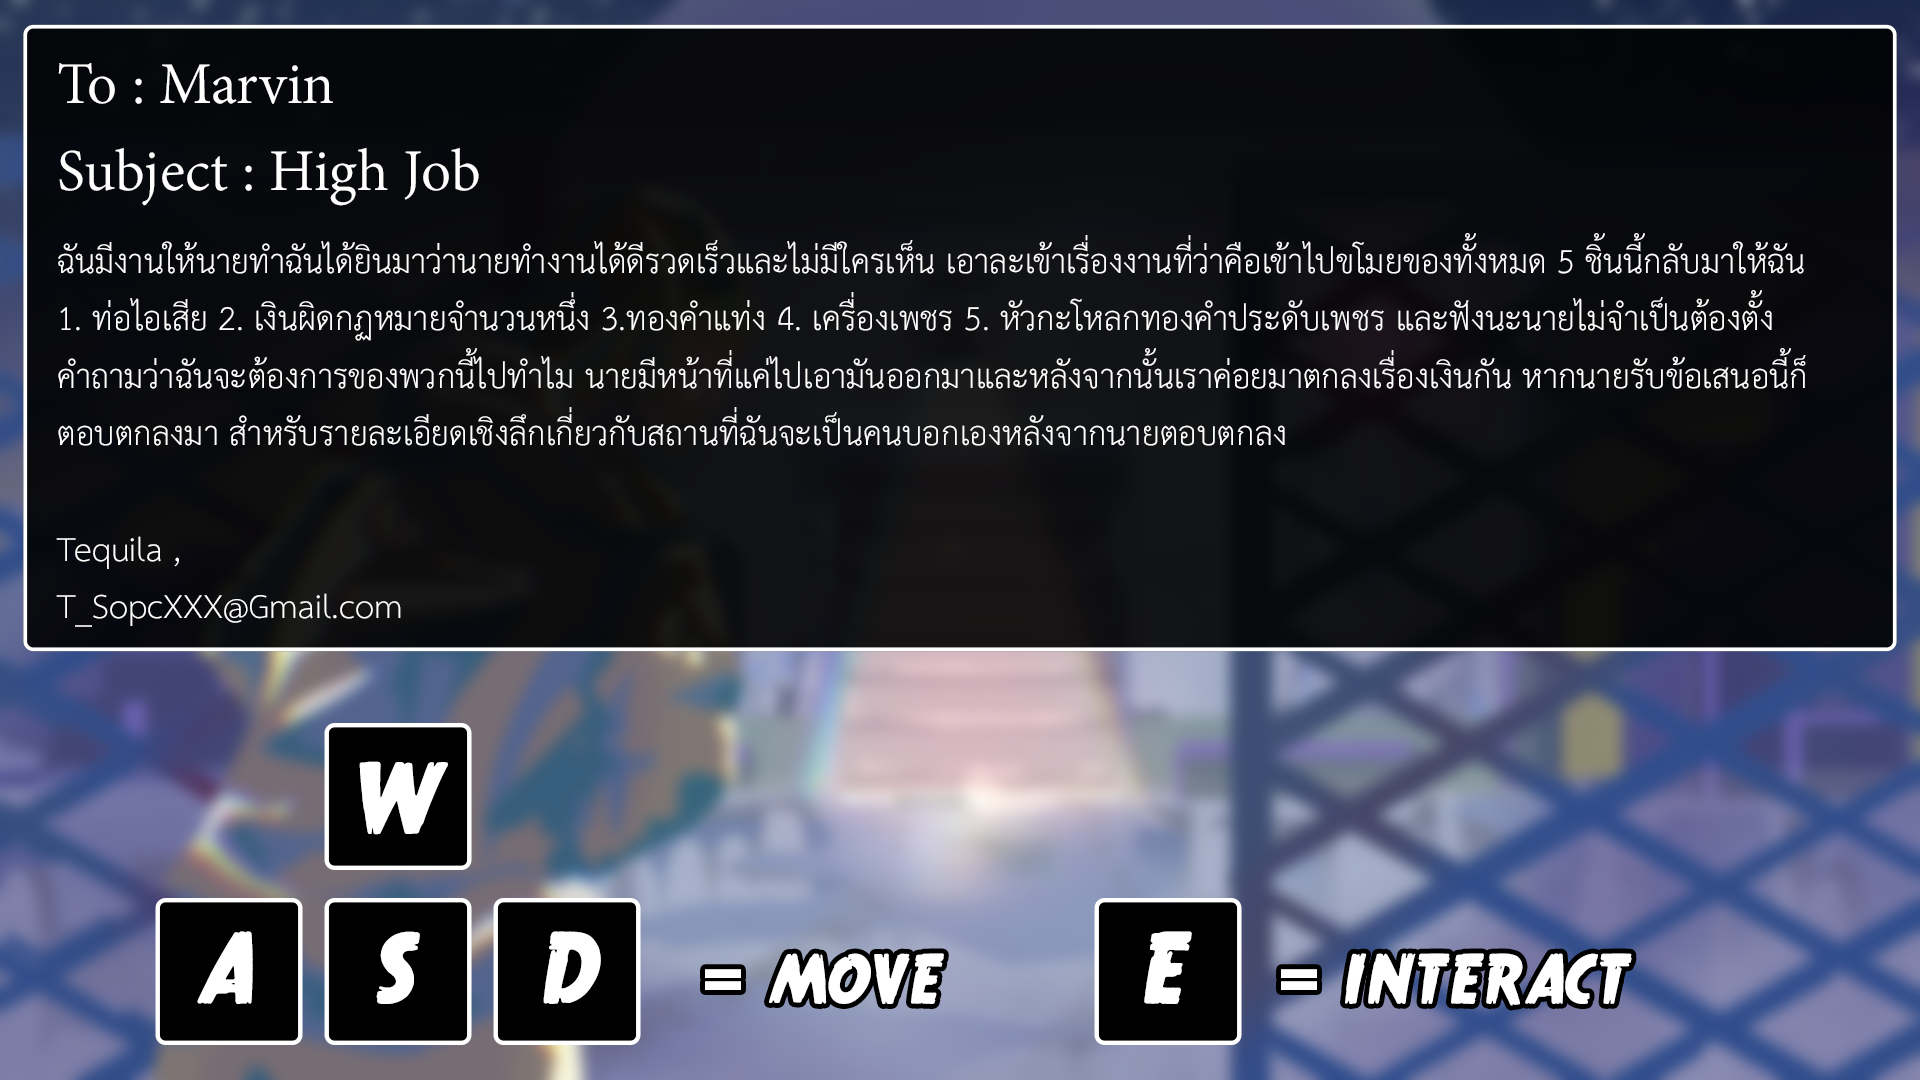 To : Marvin
Subject : High Job
ฉันมีงานให้นายทำฉันได้ยินมาว่านายทำงานได้ดีรวดเร็วและไม่มีใครเห็น เอาละเข้าเรื่องงานที่ว่าคือเข้าไปขโมยของทั้งหมด 5 ชิ้นนี้กลับมาให้ฉัน
1. ท่อไอเสีย 2. เงินผิดกฏหมายจำนวนหนึ่ง 3.ทองคำแท่ง 4. เครื่องเพชร 5. หัวกะโหลกทองคำประดับเพชร และฟังนะนายไม่จำเป็นต้องตั้ง
คำถามว่าฉันจะต้องการของพวกนี้ไปทำไม นายมีหน้าที่แค่ไปเอามันออกมาและหลังจากนั้นเราค่อยมาตกลงเรื่องเงินกัน หากนายรับข้อเสนอนี้ก็
ตอบตกลงมา สำหรับรายละเอียดเชิงลึกเกี่ยวกับสถานที่ฉันจะเป็นคนบอกเองหลังจากนายตอบตกลง
Tequila ,
T_SopcXXX@Gmail.com
W
A S D = MOVE E = INTERACT